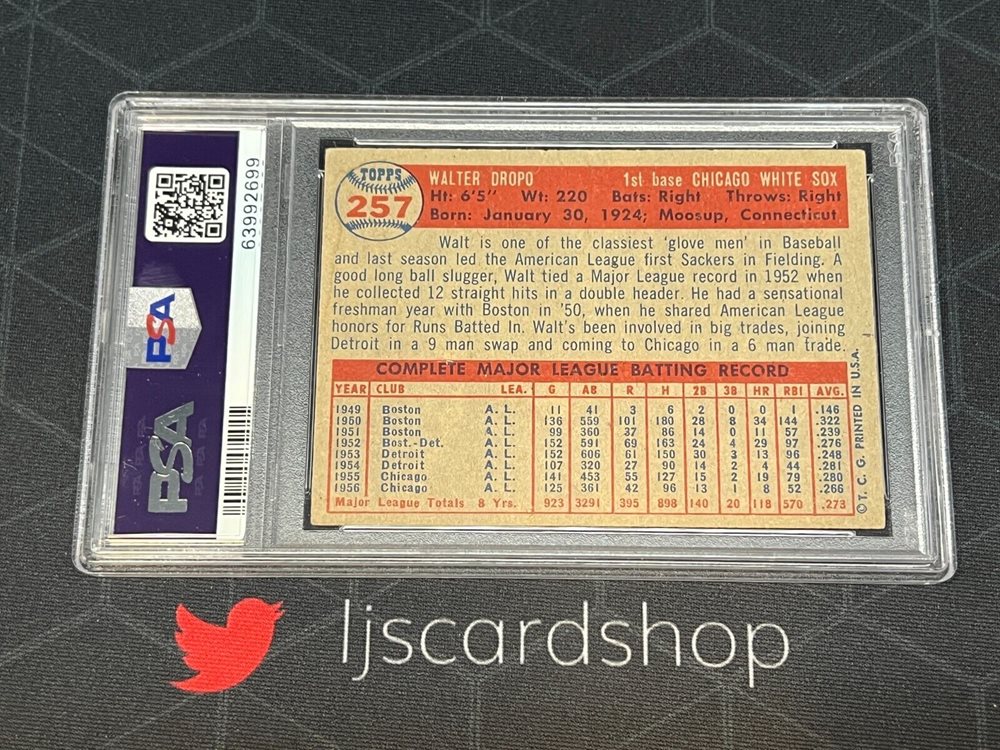 63992699
PSA
PSA
TOPPS
257
WALTER DROPO 1st base CHICAGO WHITE SOX
Ht: 6'5" Wt: 220 Bats: Right Throws: Right
Born: January 30, 1924; Moosup, Connecticut
Walt is one of the classiest 'glove men' in Baseball
and last season led the American League first Sackers in Fielding. A
good long ball slugger, Walt tied a Major League record in 1952 when
he collected 12 straight hits in a double header. He had a sensational
freshman year with Boston in '50, when he shared American League
honors for Runs Batted In. Walt's been involved in big trades, joining
Detroit in a 9 man swap and coming to Chicago in a 6 man trade.
COMPLETE MAJOR LEAGUE BATTING RECORD
YEAR CLUB LEA. G AB R H 2B 3B HR RBI AVG.
1949 Boston A. L. 11 41 3 6 2 0 0 1 .146
1950 Boston A. L. 136 559 101 180 28 8 34 144 .322
1951 Boston A. L. 99 360 37 86 14 0 11 57 .239
1952 Bost.-Det. A. L. 152 591 69 163 24 4 29 97 .276
1953 Detroit A. L. 152 606 61 150 30 3 13 96 .248
1954 Detroit A. L. 107 320 27 90 14 2 4 44 .281
1955 Chicago A. L. 141 453 55 127 15 2 19 79 .280
1956 Chicago A. L. 125 361 42 96 13 1 8 52 .266
Major League Totals 8 Yrs. 923 3291 395 898 140 20 118 570 .273
©T. C. G. PRINTED IN U.S.A.
ljscardshop